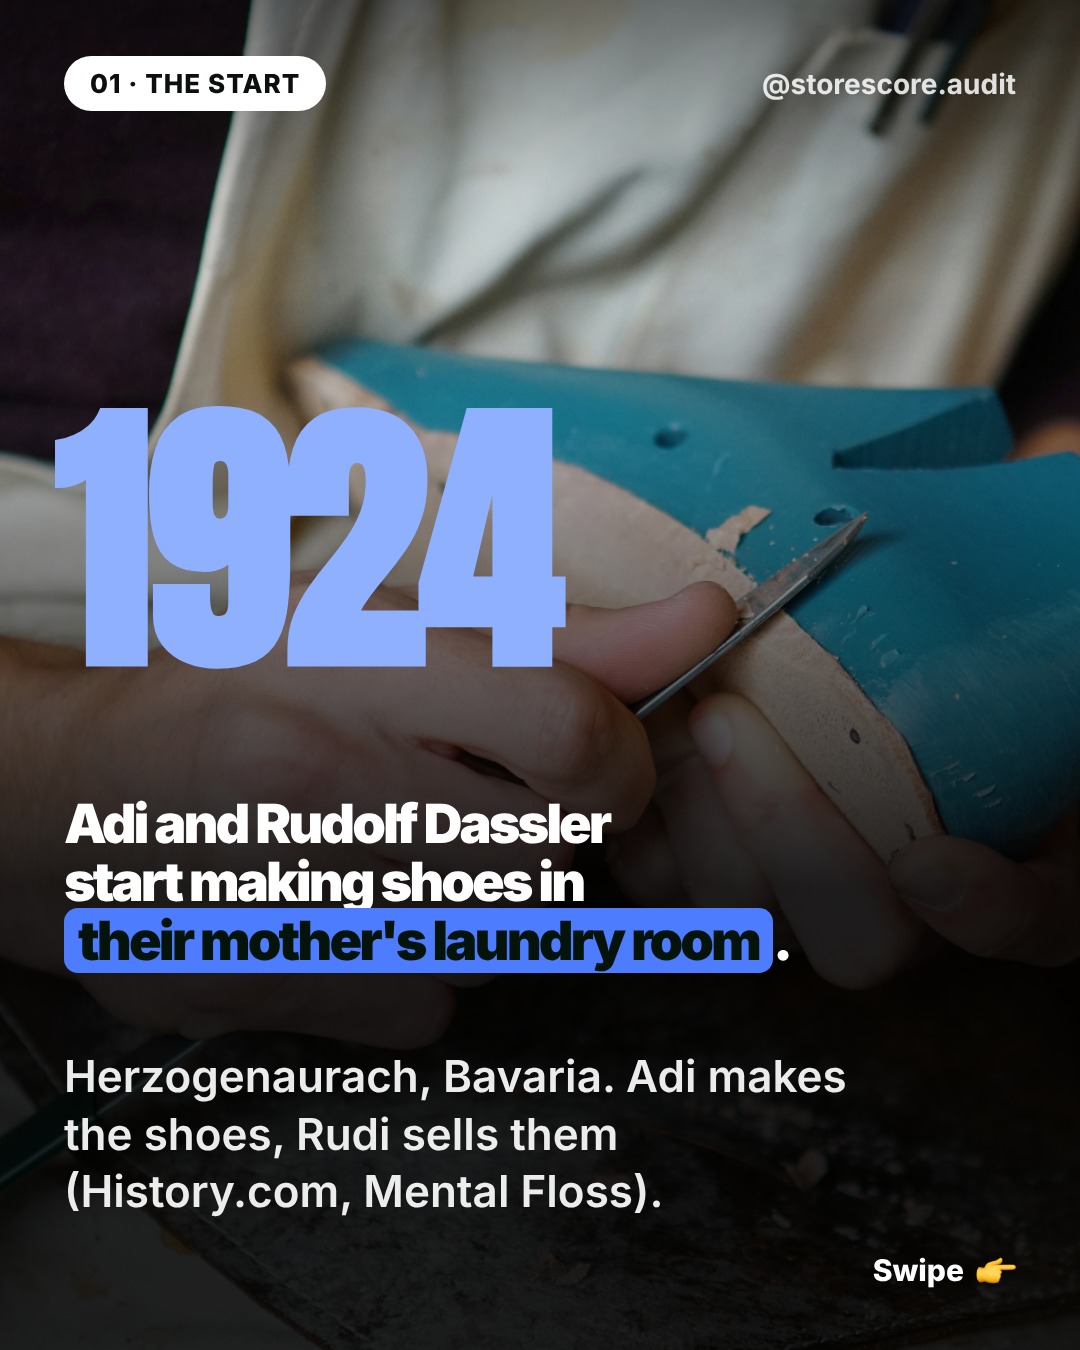 01 · THE START
@storescore.audit
1924
Adi and Rudolf Dassler
start making shoes in
their mother's laundry room.
Herzogenaurach, Bavaria. Adi makes
the shoes, Rudi sells them
(History.com, Mental Floss).
Swipe 👉